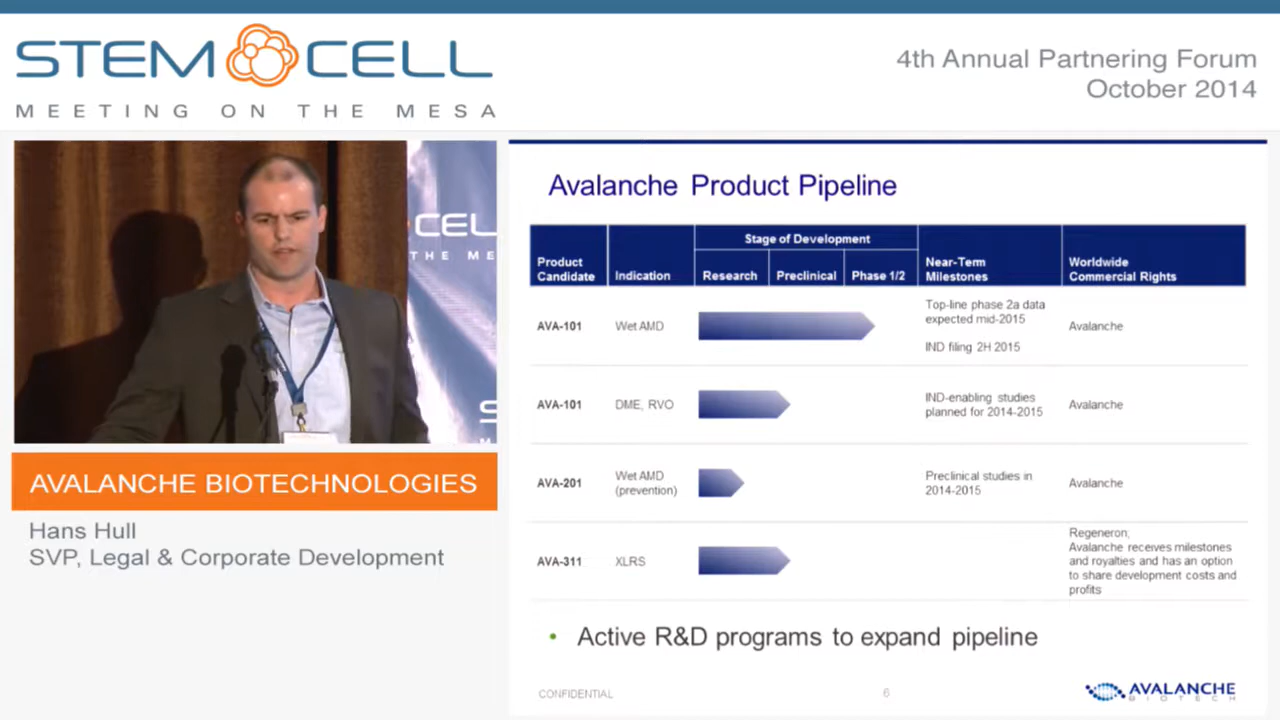 STEM CELL
MEETING ON THE MESA
4th Annual Partnering Forum
October 2014
CEL
THE ME
S
M
AVALANCHE BIOTECHNOLOGIES
Hans Hull
SVP, Legal & Corporate Development
Avalanche Product Pipeline
Product
Candidate
Indication
Stage of Development
Research
Preclinical
Phase 1/2
Near-Term
Milestones
Worldwide
Commercial Rights
AVA-101
Wet AMD
Top-line phase 2a data
expected mid-2015
IND filing 2H 2015
Avalanche
AVA-101
DME, RVO
IND-enabling studies
planned for 2014-2015
Avalanche
AVA-201
Wet AMD
(prevention)
Preclinical studies in
2014-2015
Avalanche
AVA-311
XLRS
Regeneron;
Avalanche receives milestones
and royalties and has an option
to share development costs and
profits
• Active R&D programs to expand pipeline
CONFIDENTIAL
6
AVALANCHE
BIOTECH